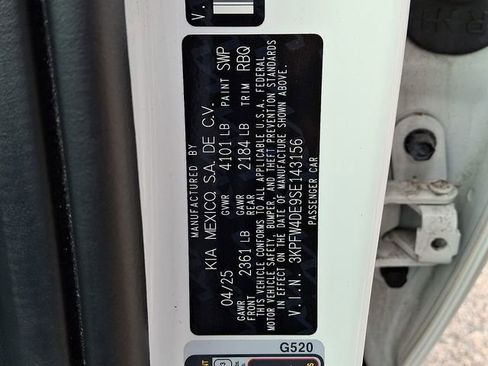 V.I.
MANUFACTURED BY
KIA MEXICO, S.A. DE C.V.
04/25 GVWR 4101 LB PAINT SWP
GAWR FRONT 2361 LB GAWR REAR 2184 LB TRIM RBQ
THIS VEHICLE CONFORMS TO ALL APPLICABLE U.S.A. FEDERAL
MOTOR VEHICLE SAFETY, BUMPER, AND THEFT PREVENTION STANDARDS
IN EFFECT ON THE DATE OF MANUFACTURE SHOWN ABOVE.
V.I.N. 3KPFW4DE9SE143156
PASSENGER CAR
G520